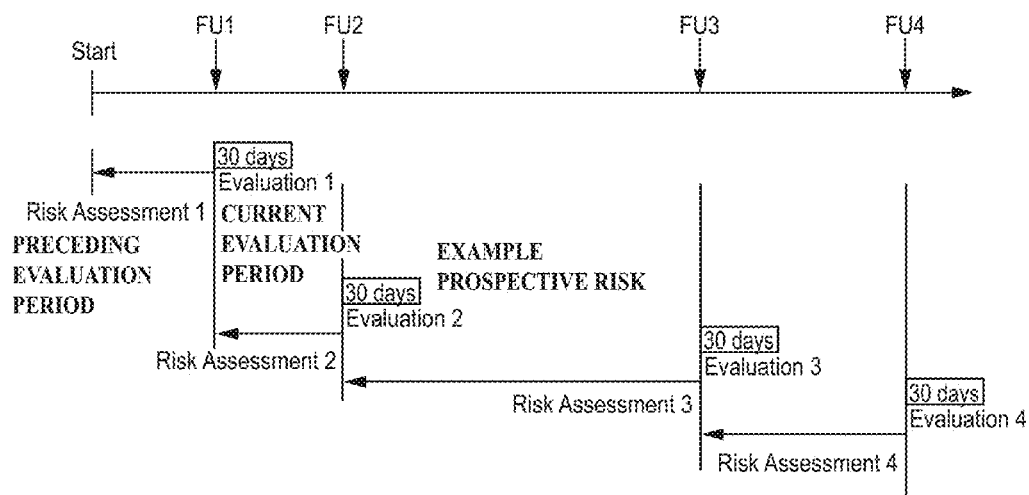 FU1
FU2
FU3
FU4
Start
30 days
Evaluation 1
Risk Assessment 1
CURRENT
EVALUATION
PERIOD
PRECEDING
EVALUATION
PERIOD
EXAMPLE
PROSPECTIVE RISK
30 days
Evaluation 2
Risk Assessment 2
30 days
Evaluation 3
Risk Assessment 3
30 days
Evaluation 4
Risk Assessment 4